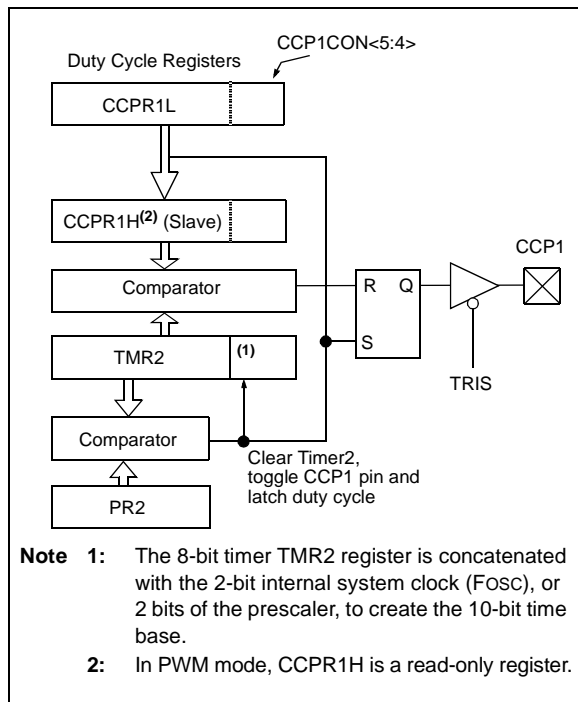 CCP1CON<5:4>
Duty Cycle Registers
CCPR1L
CCPR1H(2) (Slave)
CCP1
Comparator
R Q
TMR2 (1)
S
TRIS
Comparator
Clear Timer2,
toggle CCP1 pin and
latch duty cycle
PR2
Note 1: The 8-bit timer TMR2 register is concatenated
with the 2-bit internal system clock (FOSC), or
2 bits of the prescaler, to create the 10-bit time
base.
2: In PWM mode, CCPR1H is a read-only register.